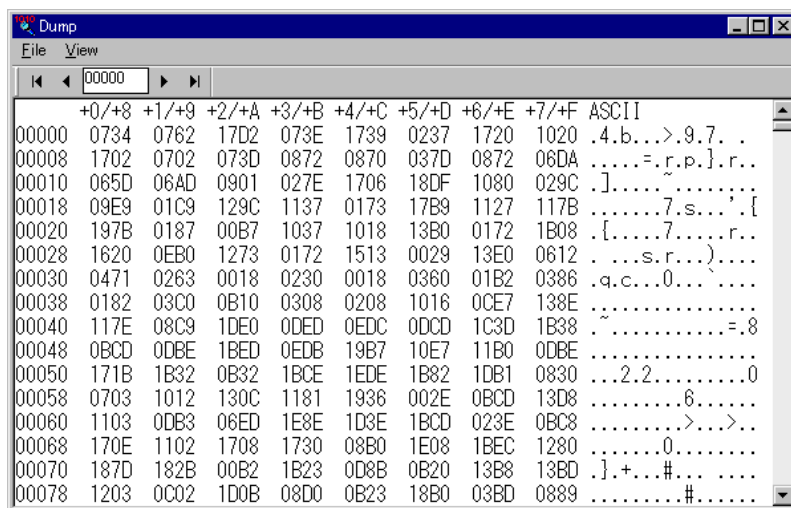 Dump
File View
00000
+0/+8 +1/+9 +2/+A +3/+B +4/+C +5/+D +6/+E +7/+F ASCII
00000 0734 0762 17D2 073E 1739 0237 1720 1020 .4.b...>.9.7. .
00008 1702 0702 073D 0872 0870 037D 0872 06DA .....=.r.p.}.r..
00010 065D 06AD 0901 027E 1706 18DF 1080 029C .].....~........
00018 09E9 01C9 129C 1137 0173 17B9 1127 117B .......7.s...'.{
00020 197B 0187 00B7 1037 1018 13B0 0172 1B08 .{.....7.....r..
00028 1620 0EB0 1273 0172 1513 0029 13E0 0612 . ...s.r...)....
00030 0471 0263 0018 0230 0018 0360 01B2 0386 .q.c...0...`....
00038 0182 03C0 0B10 0308 0208 1016 0CE7 138E ................
00040 117E 08C9 1DE0 0DED 0EDC 0DCD 1C3D 1B38 .~...........=.8
00048 0BCD 0DBE 1BED 0EDB 19B7 10E7 11B0 0DBE ................
00050 171B 1B32 0B32 1BCE 1EDE 1B82 1DB1 0830 ...2.2.........0
00058 0703 1012 130C 1181 1936 002E 0BCD 13D8 .........6......
00060 1103 0DB3 06ED 1E8E 1D3E 1BCD 023E 0BC8 .........>...>..
00068 170E 1102 1708 1730 08B0 1E08 1BEC 1280 .......0........
00070 187D 182B 00B2 1B23 0D8B 0B20 13B8 13BD .}.+...#... ....
00078 1203 0C02 1D0B 08D0 0B23 18B0 03BD 0889 .........#......